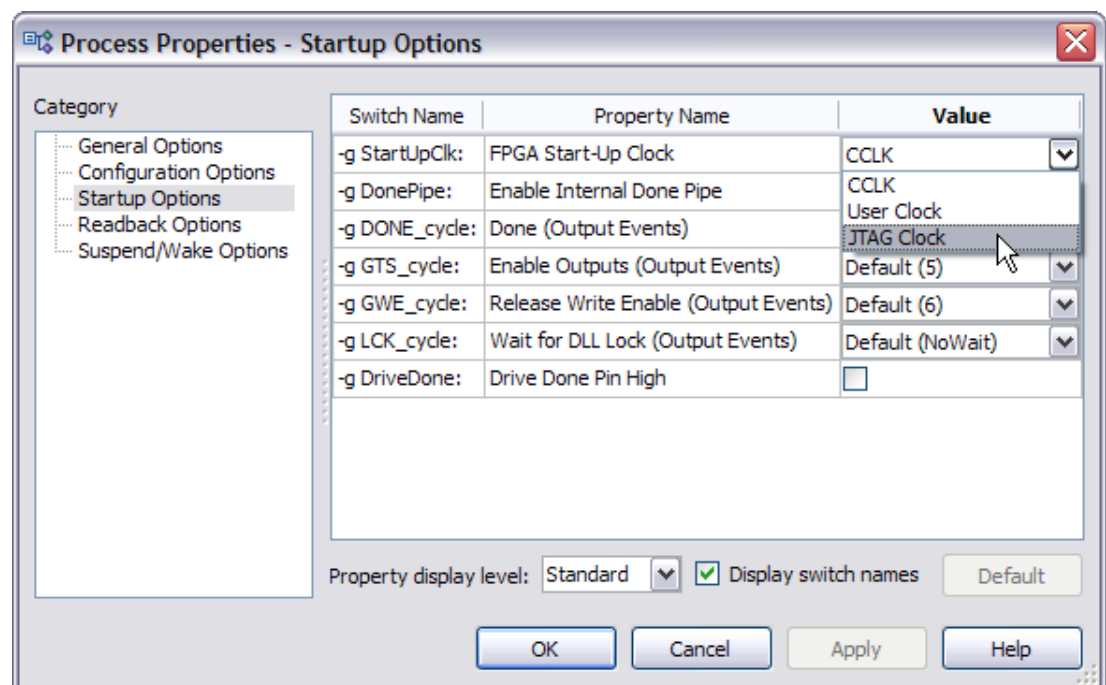 Process Properties - Startup Options
Category
General Options
Configuration Options
Startup Options
Readback Options
Suspend/Wake Options
Switch Name Property Name Value
-g StartUpClk: FPGA Start-Up Clock CCLK
-g DonePipe: Enable Internal Done Pipe CCLK
User Clock
-g DONE_cycle: Done (Output Events) JTAG Clock
-g GTS_cycle: Enable Outputs (Output Events) Default (5)
-g GWE_cycle: Release Write Enable (Output Events) Default (6)
-g LCK_cycle: Wait for DLL Lock (Output Events) Default (NoWait)
-g DriveDone: Drive Done Pin High
Property display level: Standard Display switch names Default
OK Cancel Apply Help